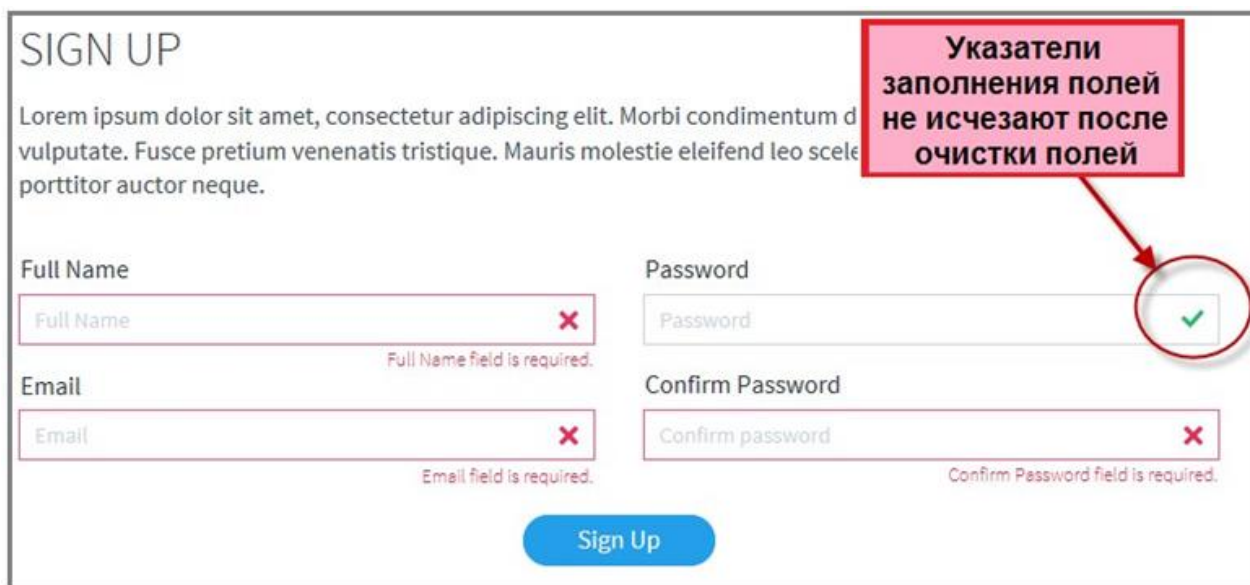 SIGN UP
Lorem ipsum dolor sit amet, consectetur adipiscing elit. Morbi condimentum d
vulputate. Fusce pretium venenatis tristique. Mauris molestie eleifend leo scele
porttitor auctor neque.
Указатели
заполнения полей
не исчезают после
очистки полей
Full Name
Full Name
Full Name field is required.
Email
Email
Email field is required.
Password
Password
Confirm Password
Confirm password
Confirm Password field is required.
Sign Up